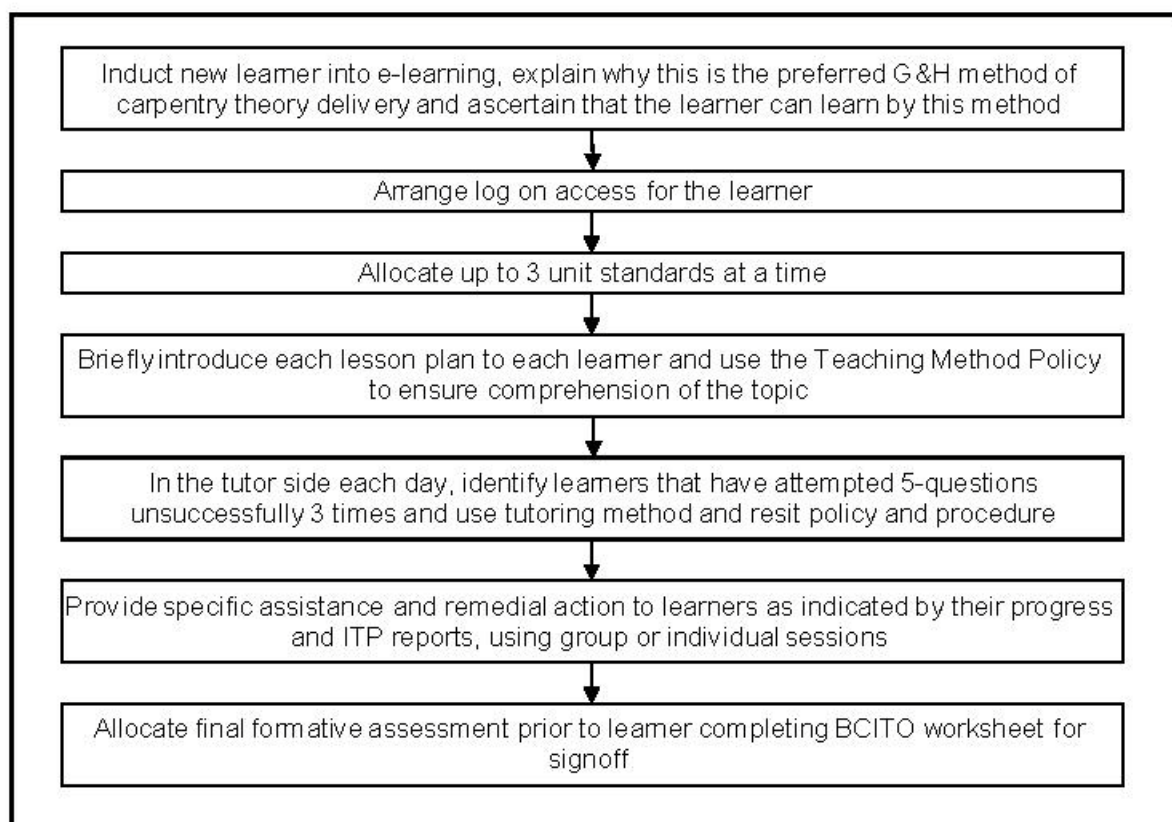 Induct new learner into e-learning, explain why this is the preferred G&H method of
carpentry theory delivery and ascertain that the learner can learn by this method
Arrange log on access for the learner
Allocate up to 3 unit standards at a time
Briefly introduce each lesson plan to each learner and use the Teaching Method Policy
to ensure comprehension of the topic
In the tutor side each day, identify learners that have attempted 5-questions
unsuccessfully 3 times and use tutoring method and resit policy and procedure
Provide specific assistance and remedial action to learners as indicated by their progress
and ITP reports, using group or individual sessions
Allocate final formative assessment prior to learner completing BCITO worksheet for
signoff